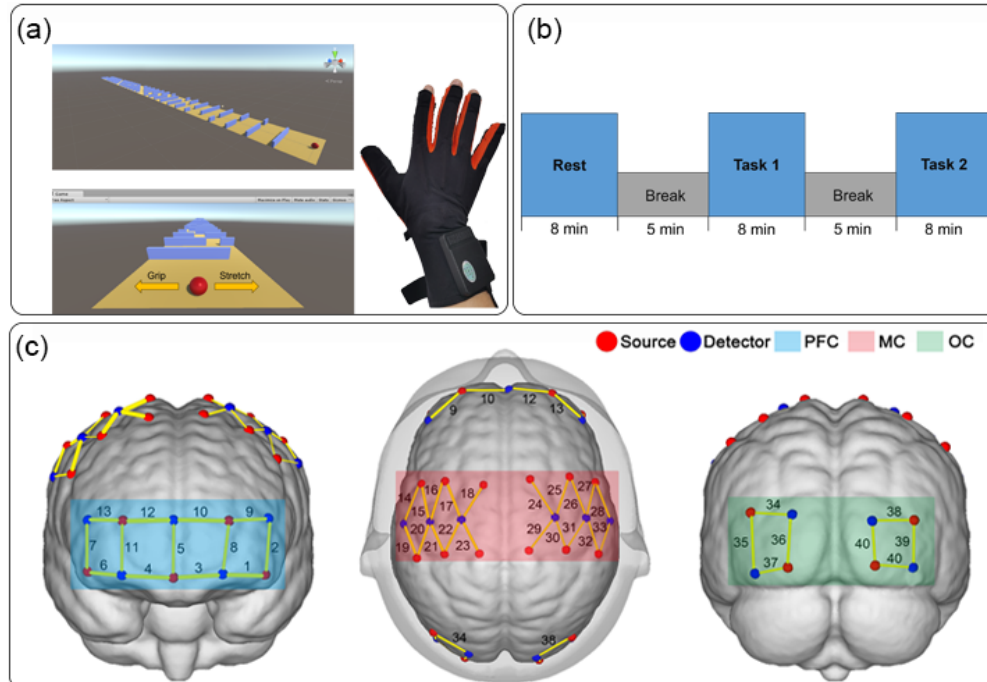 (a)
Game
Grip
Stretch
(b)
Rest
Break
Task 1
Break
Task 2
8 min
5 min
8 min
5 min
8 min
(c)
Source Detector PFC MC OC
13 12 10 9
7 11 5 8 2
6 4 3 1
9 10 12 13
14 16 18 25 27
15 17 24 26 28
20 22 29 31 33
19 21 23 30 32
34 38
34 38
35 36 40 39
37 40